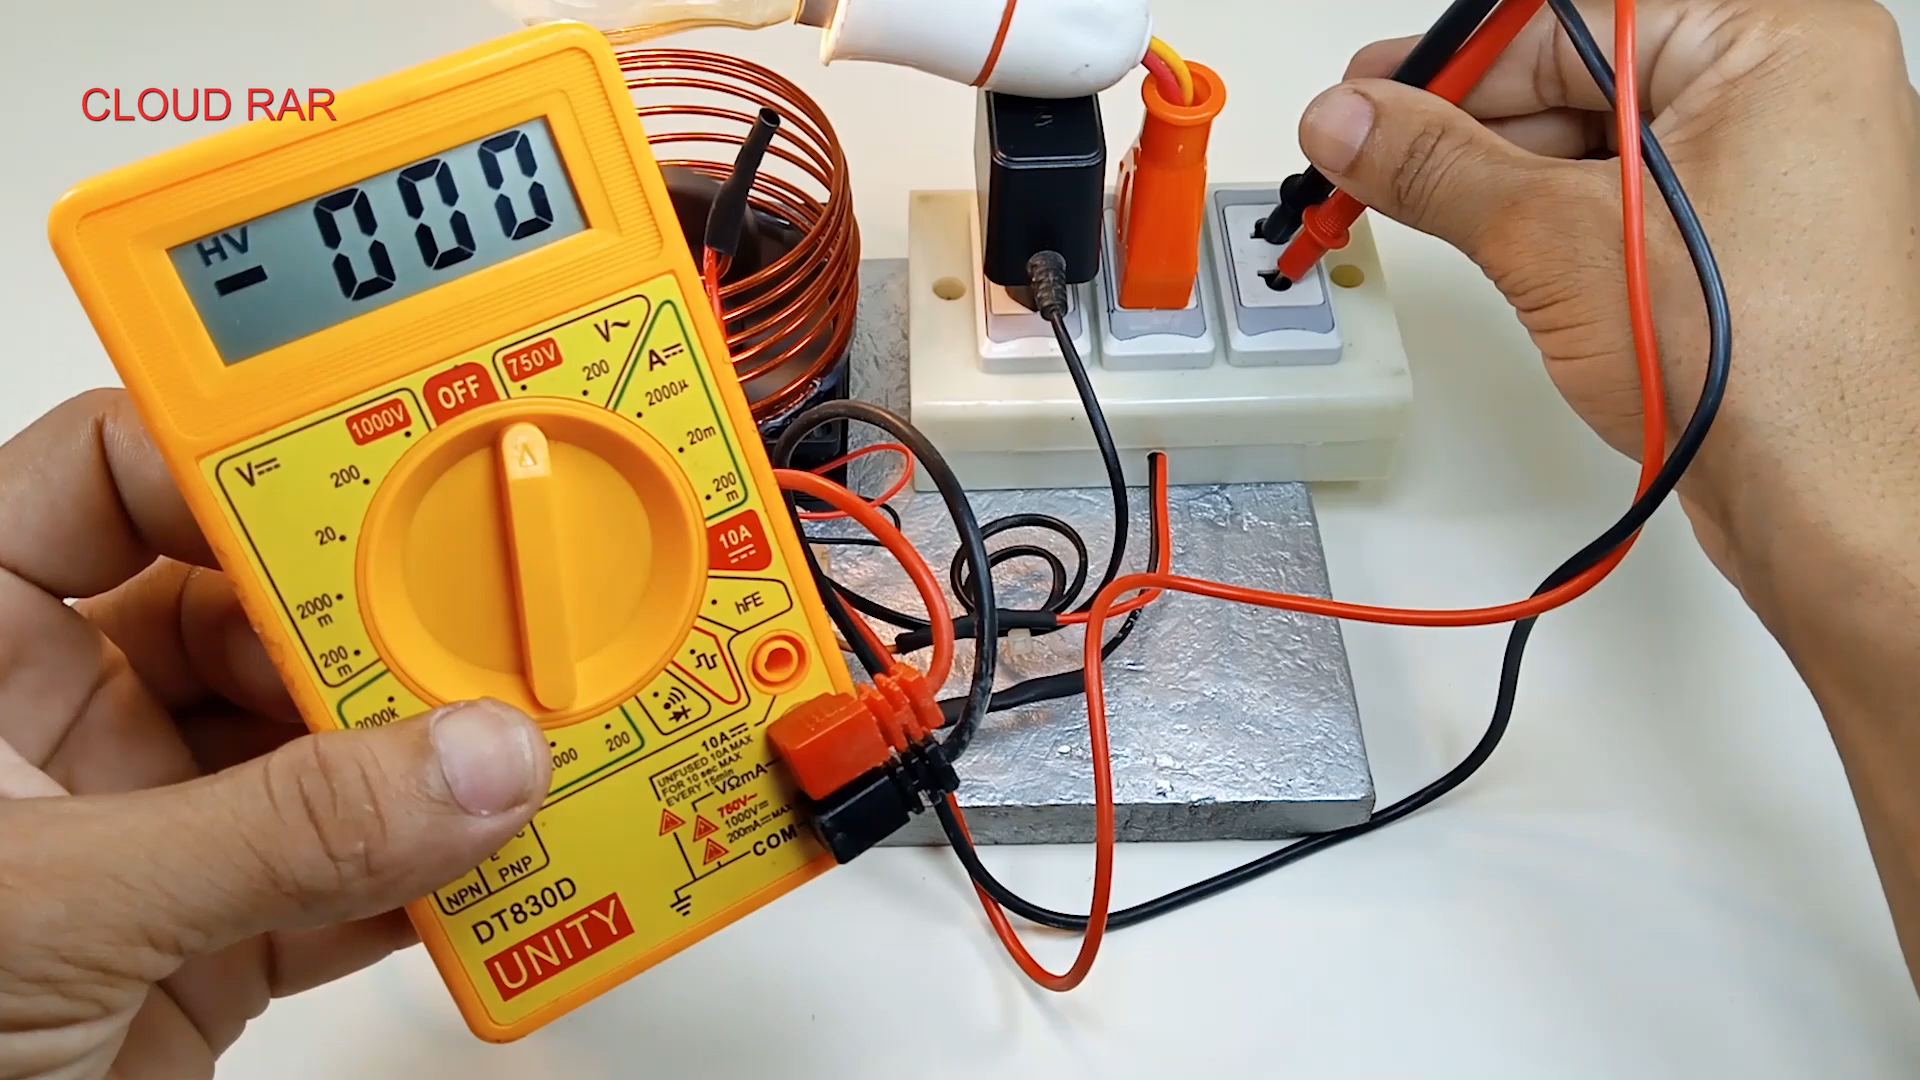 CLOUD RAR
HV
-000
OFF
750V
V~
200
A⎓
2000µ
20m
200
m
10A
⎓
hFE
1000V
V⎓
200
20
2000
m
200
m
2000k
200
10A⎓
UNFUSED 10A MAX
FOR 10 sec MAX
EVERY 15min
VΩmA
750V~
1000V⎓
200mA⎓MAX
COM
E
NPN
PNP
DT830D
UNITY